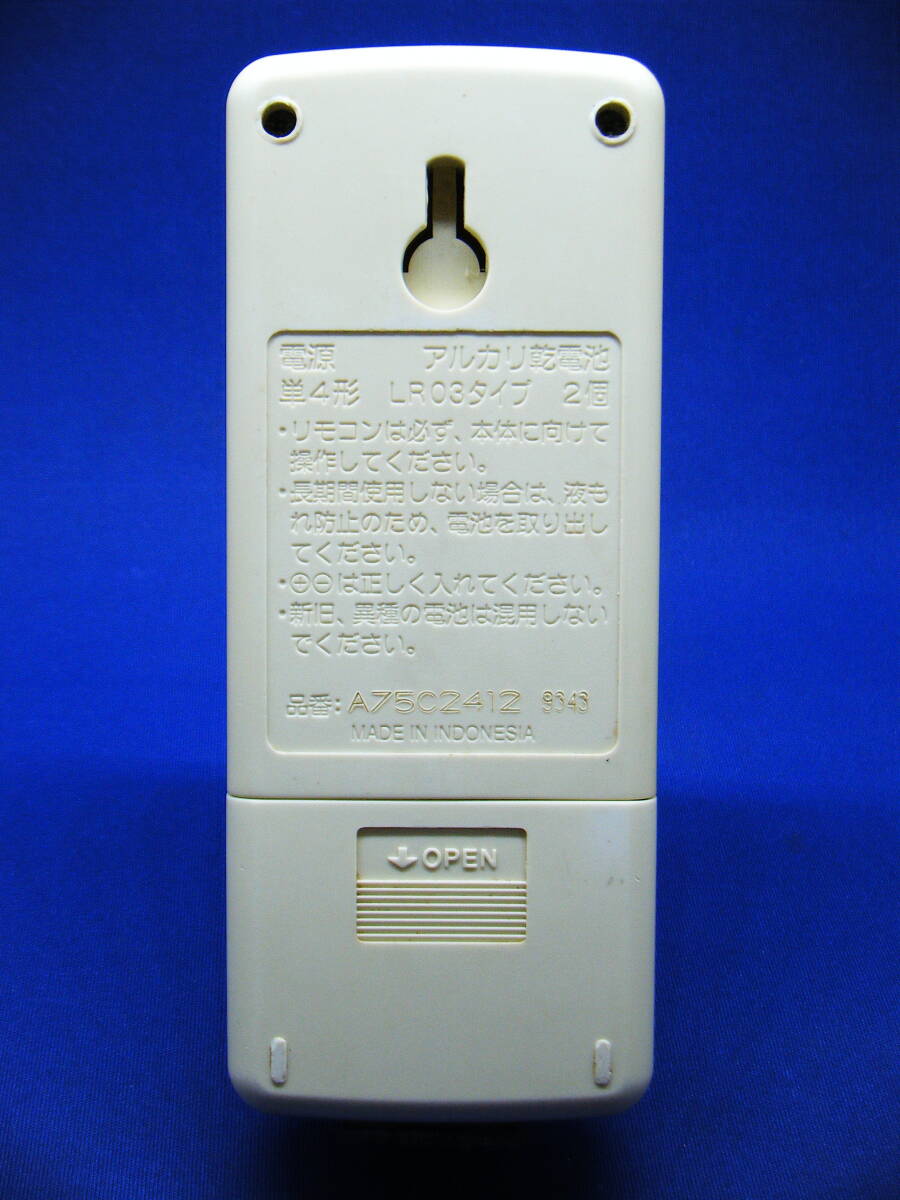 電源 アルカリ乾電池
単4形 LR03タイプ 2個
・リモコンは必ず、本体に向けて
操作してください。
・長期間使用しない場合は、液も
れ防止のため、電池を取り出し
てください。
・⊕⊖は正しく入れてください。
・新旧、異種の電池は混用しない
でください。
品番：A75C2412 9343
MADE IN INDONESIA
↓OPEN